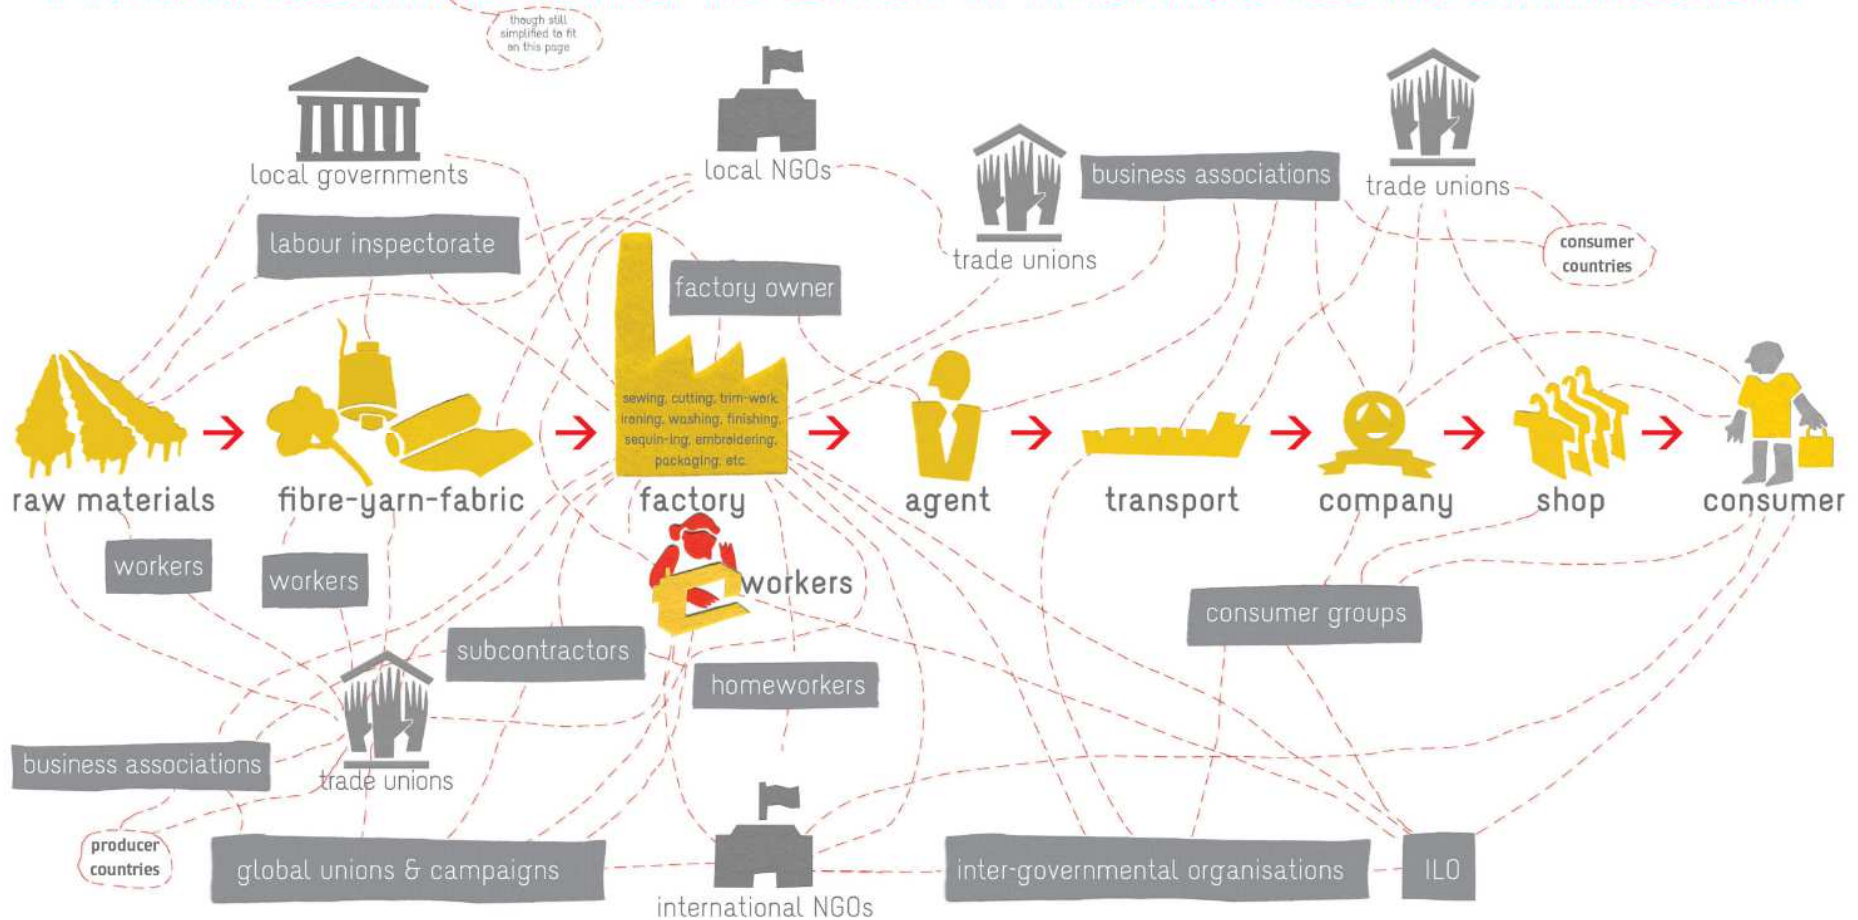 though still
simplified to fit
on this page
local governments
local NGOs
trade unions
business associations
trade unions
labour inspectorate
factory owner
consumer
countries
sewing, cutting, trim-work,
ironing, washing, finishing,
sequin-ing, embroidering,
packaging, etc.
raw materials
fibre-yarn-fabric
factory
agent
transport
company
shop
consumer
workers
workers
workers
subcontractors
homeworkers
consumer groups
business associations
trade unions
producer
countries
global unions & campaigns
international NGOs
inter-governmental organisations
ILO